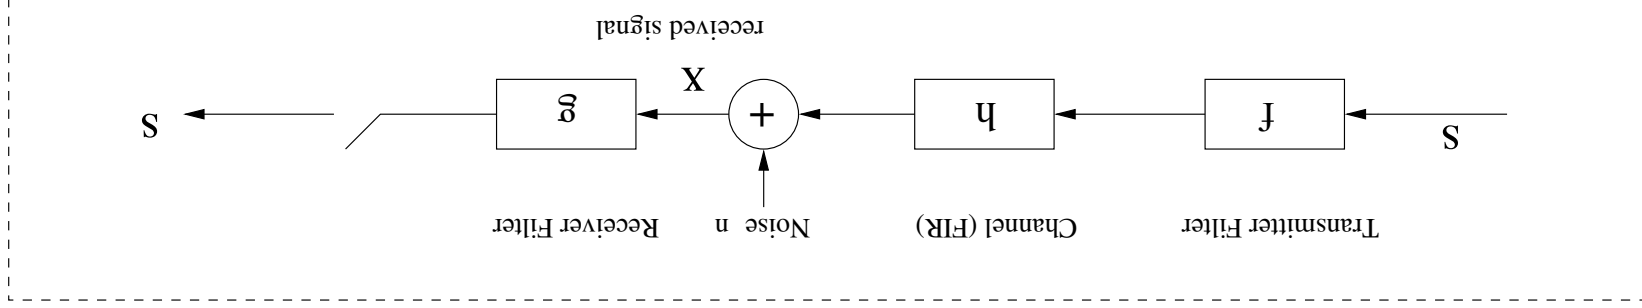 Transmitter Filter
Channel (FIR)
Noise n
Receiver Filter
s
f
h
+
x
g
s
received signal